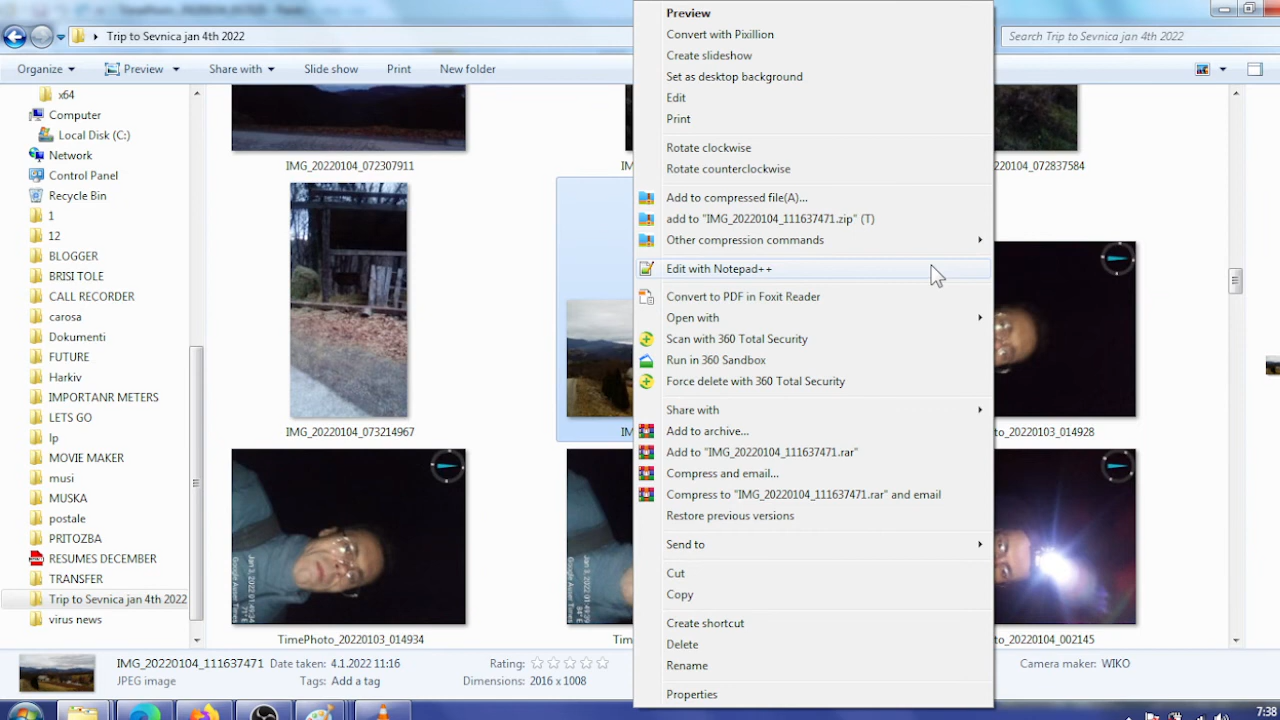 Trip to Sevnica jan 4th 2022
Search Trip to Sevnica jan 4th 2022
Organize
Preview
Share with
Slide show
Print
New folder
x64
Computer
Local Disk (C:)
Network
Control Panel
Recycle Bin
1
12
BLOGGER
BRISI TOLE
CALL RECORDER
carosa
Dokumenti
FUTURE
Harkiv
IMPORTANR METERS
LETS GO
lp
MOVIE MAKER
musi
MUSKA
postale
PRITOZBA
RESUMES DECEMBER
TRANSFER
Trip to Sevnica jan 4th 2022
virus news
IMG_20220104_072307911
IMG_20220104_073214967
TimePhoto_20220103_014934
Preview
Convert with Pixillion
Create slideshow
Set as desktop background
Edit
Print
Rotate clockwise
Rotate counterclockwise
Add to compressed file(A)...
add to "IMG_20220104_111637471.zip" (T)
Other compression commands
Edit with Notepad++
Convert to PDF in Foxit Reader
Open with
Scan with 360 Total Security
Run in 360 Sandbox
Force delete with 360 Total Security
Share with
Add to archive...
Add to "IMG_20220104_111637471.rar"
Compress and email...
Compress to "IMG_20220104_111637471.rar" and email
Restore previous versions
Send to
Cut
Copy
Create shortcut
Delete
Rename
Properties
0104_072837584
to_20220103_014928
to_20220104_002145
IMG_20220104_111637471
Date taken: 4.1.2022 11:16
Rating:
Camera maker: WIKO
JPEG image
Tags: Add a tag
Dimensions: 2016 x 1008
7:38